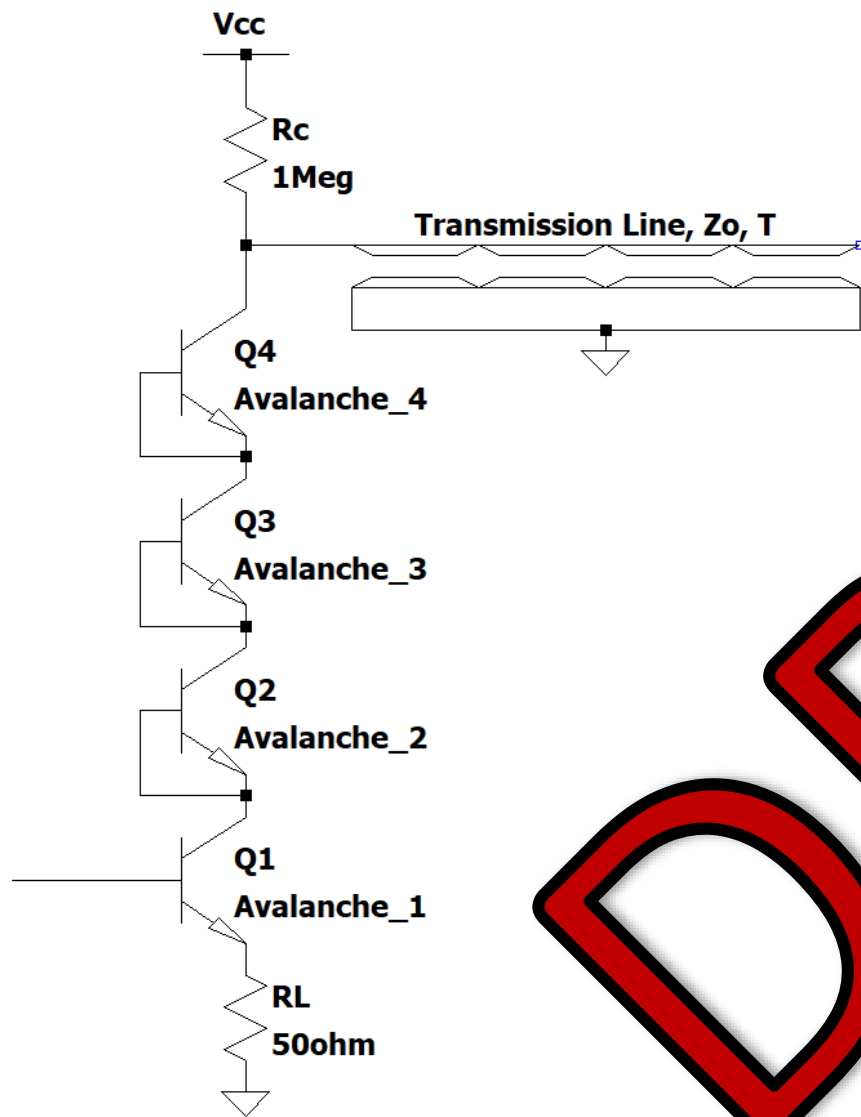 Vcc
Rc
1Meg
Transmission Line, Zo, T
Q4
Avalanche_4
Q3
Avalanche_3
Q2
Avalanche_2
Q1
Avalanche_1
RL
50ohm
D